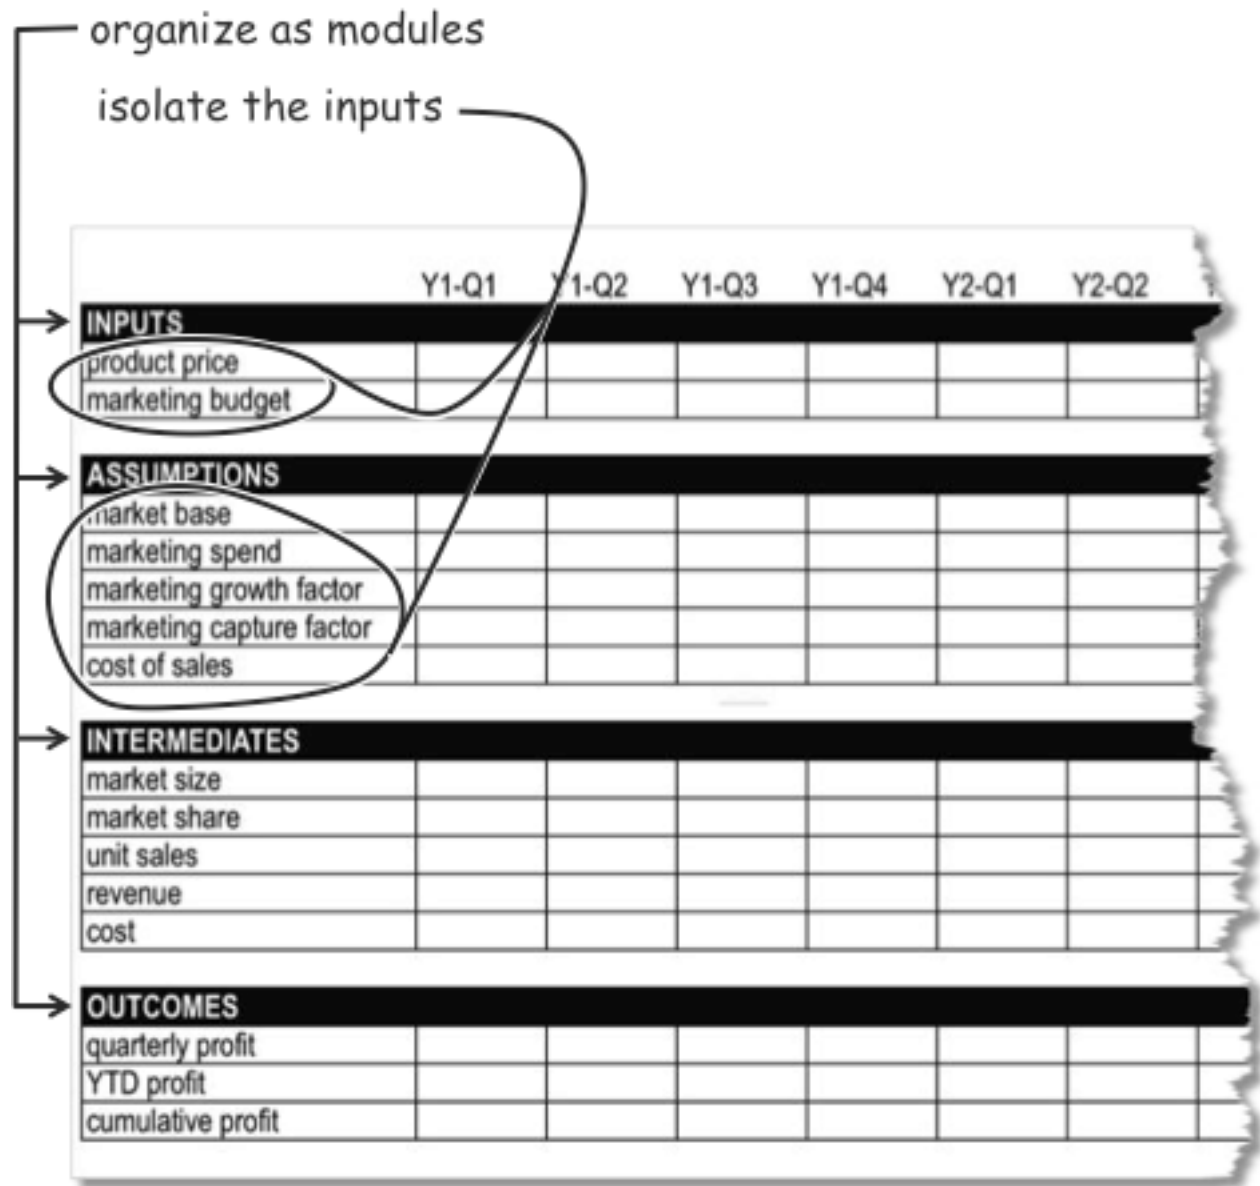 organize as modules
isolate the inputs
Y1-Q1 Y1-Q2 Y1-Q3 Y1-Q4 Y2-Q1 Y2-Q2
INPUTS
product price
marketing budget
ASSUMPTIONS
market base
marketing spend
marketing growth factor
marketing capture factor
cost of sales
INTERMEDIATES
market size
market share
unit sales
revenue
cost
OUTCOMES
quarterly profit
YTD profit
cumulative profit